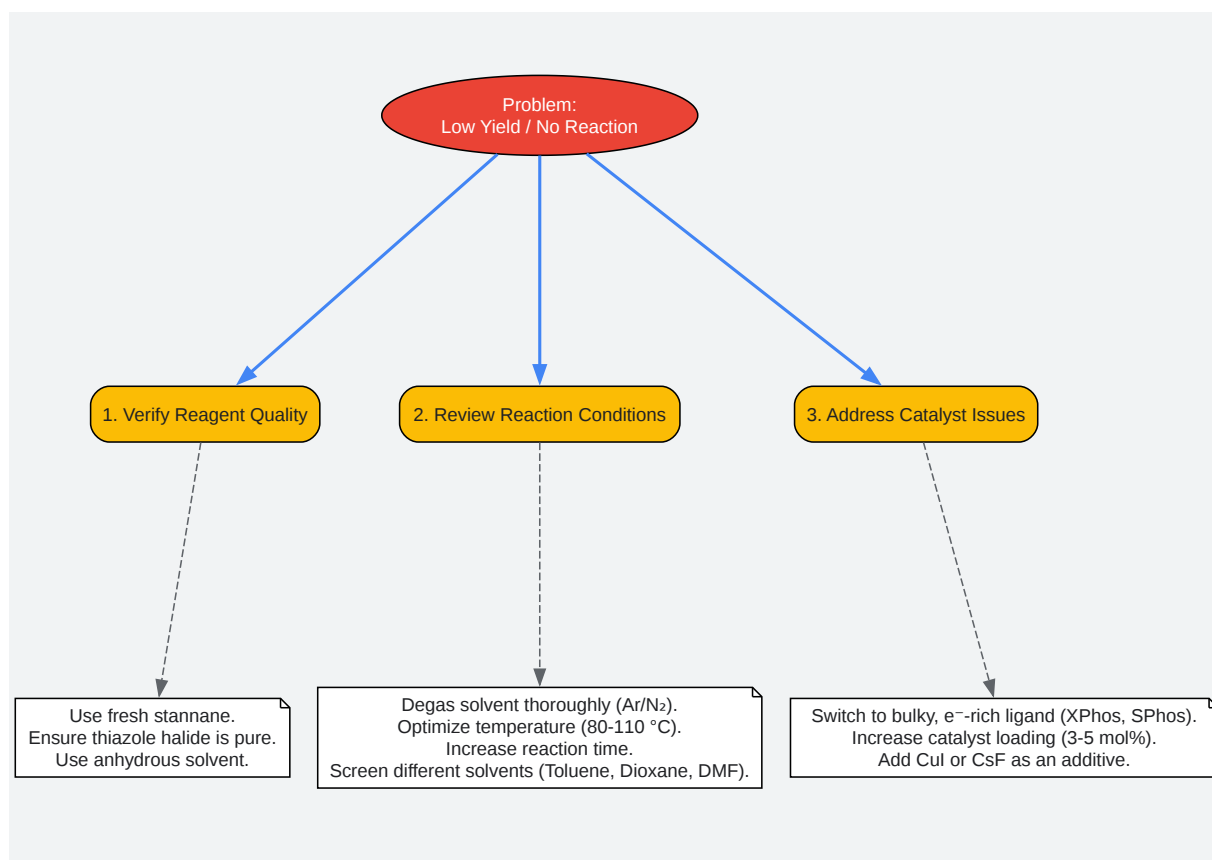 Problem:
Low Yield / No Reaction
1. Verify Reagent Quality
2. Review Reaction Conditions
3. Address Catalyst Issues
Use fresh stannane.
Ensure thiazole halide is pure.
Use anhydrous solvent.
Degas solvent thoroughly (Ar/N₂).
Optimize temperature (80-110 °C).
Increase reaction time.
Screen different solvents (Toluene, Dioxane, DMF).
Switch to bulky, e⁻-rich ligand (XPhos, SPhos).
Increase catalyst loading (3-5 mol%).
Add CuI or CsF as an additive.